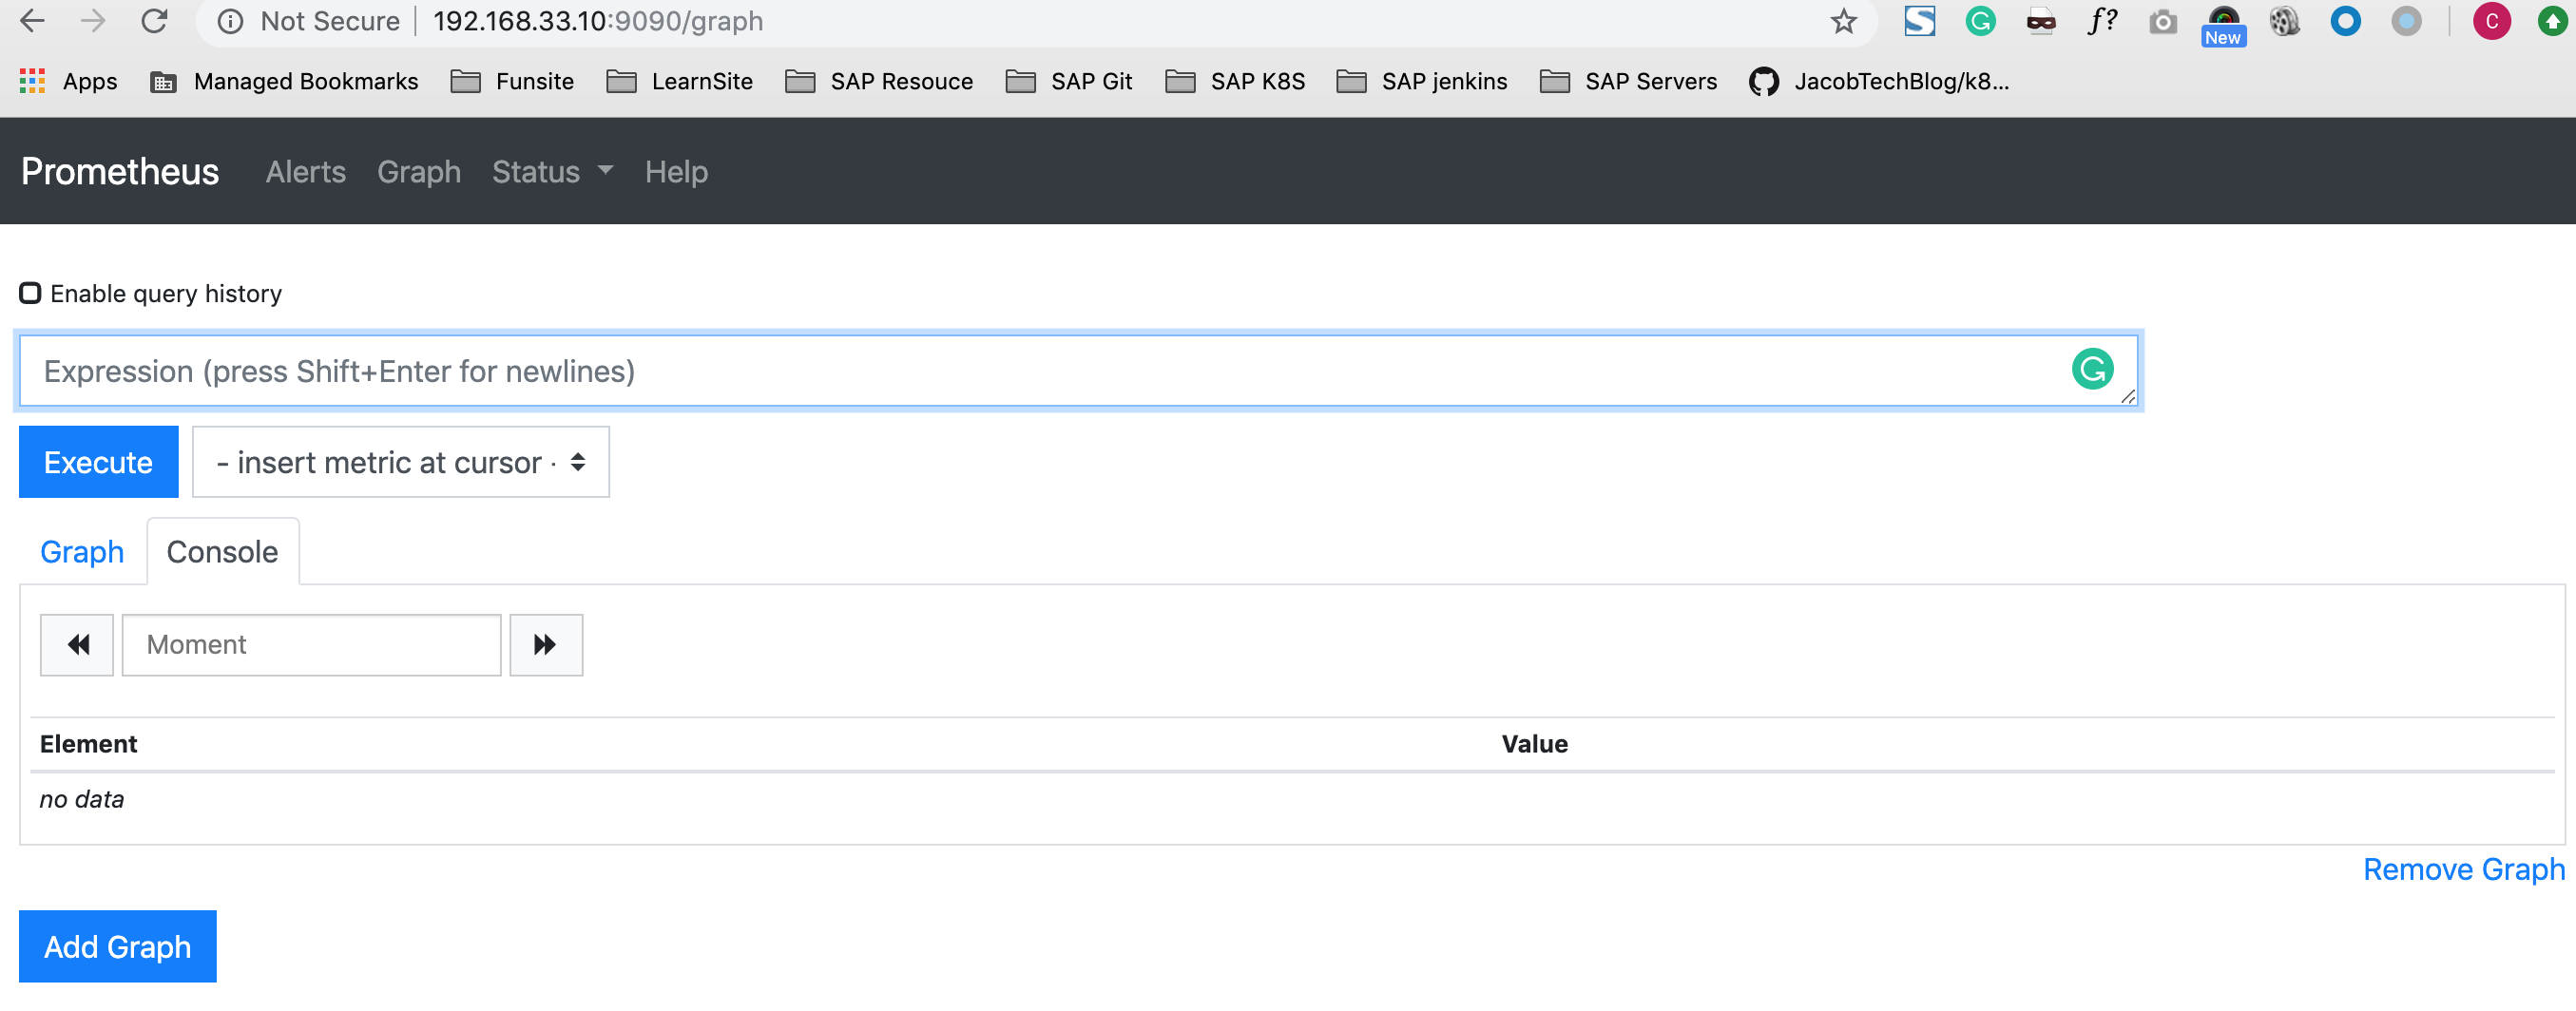 Not Secure 192.168.33.10:9090/graph f? New C
Apps Managed Bookmarks Funsite LearnSite SAP Resouce SAP Git SAP K8S SAP jenkins SAP Servers JacobTechBlog/k8...
Prometheus Alerts Graph Status Help
Enable query history
Expression (press Shift+Enter for newlines)
Execute - insert metric at cursor -
Graph Console
Moment
Element Value
no data
Remove Graph
Add Graph